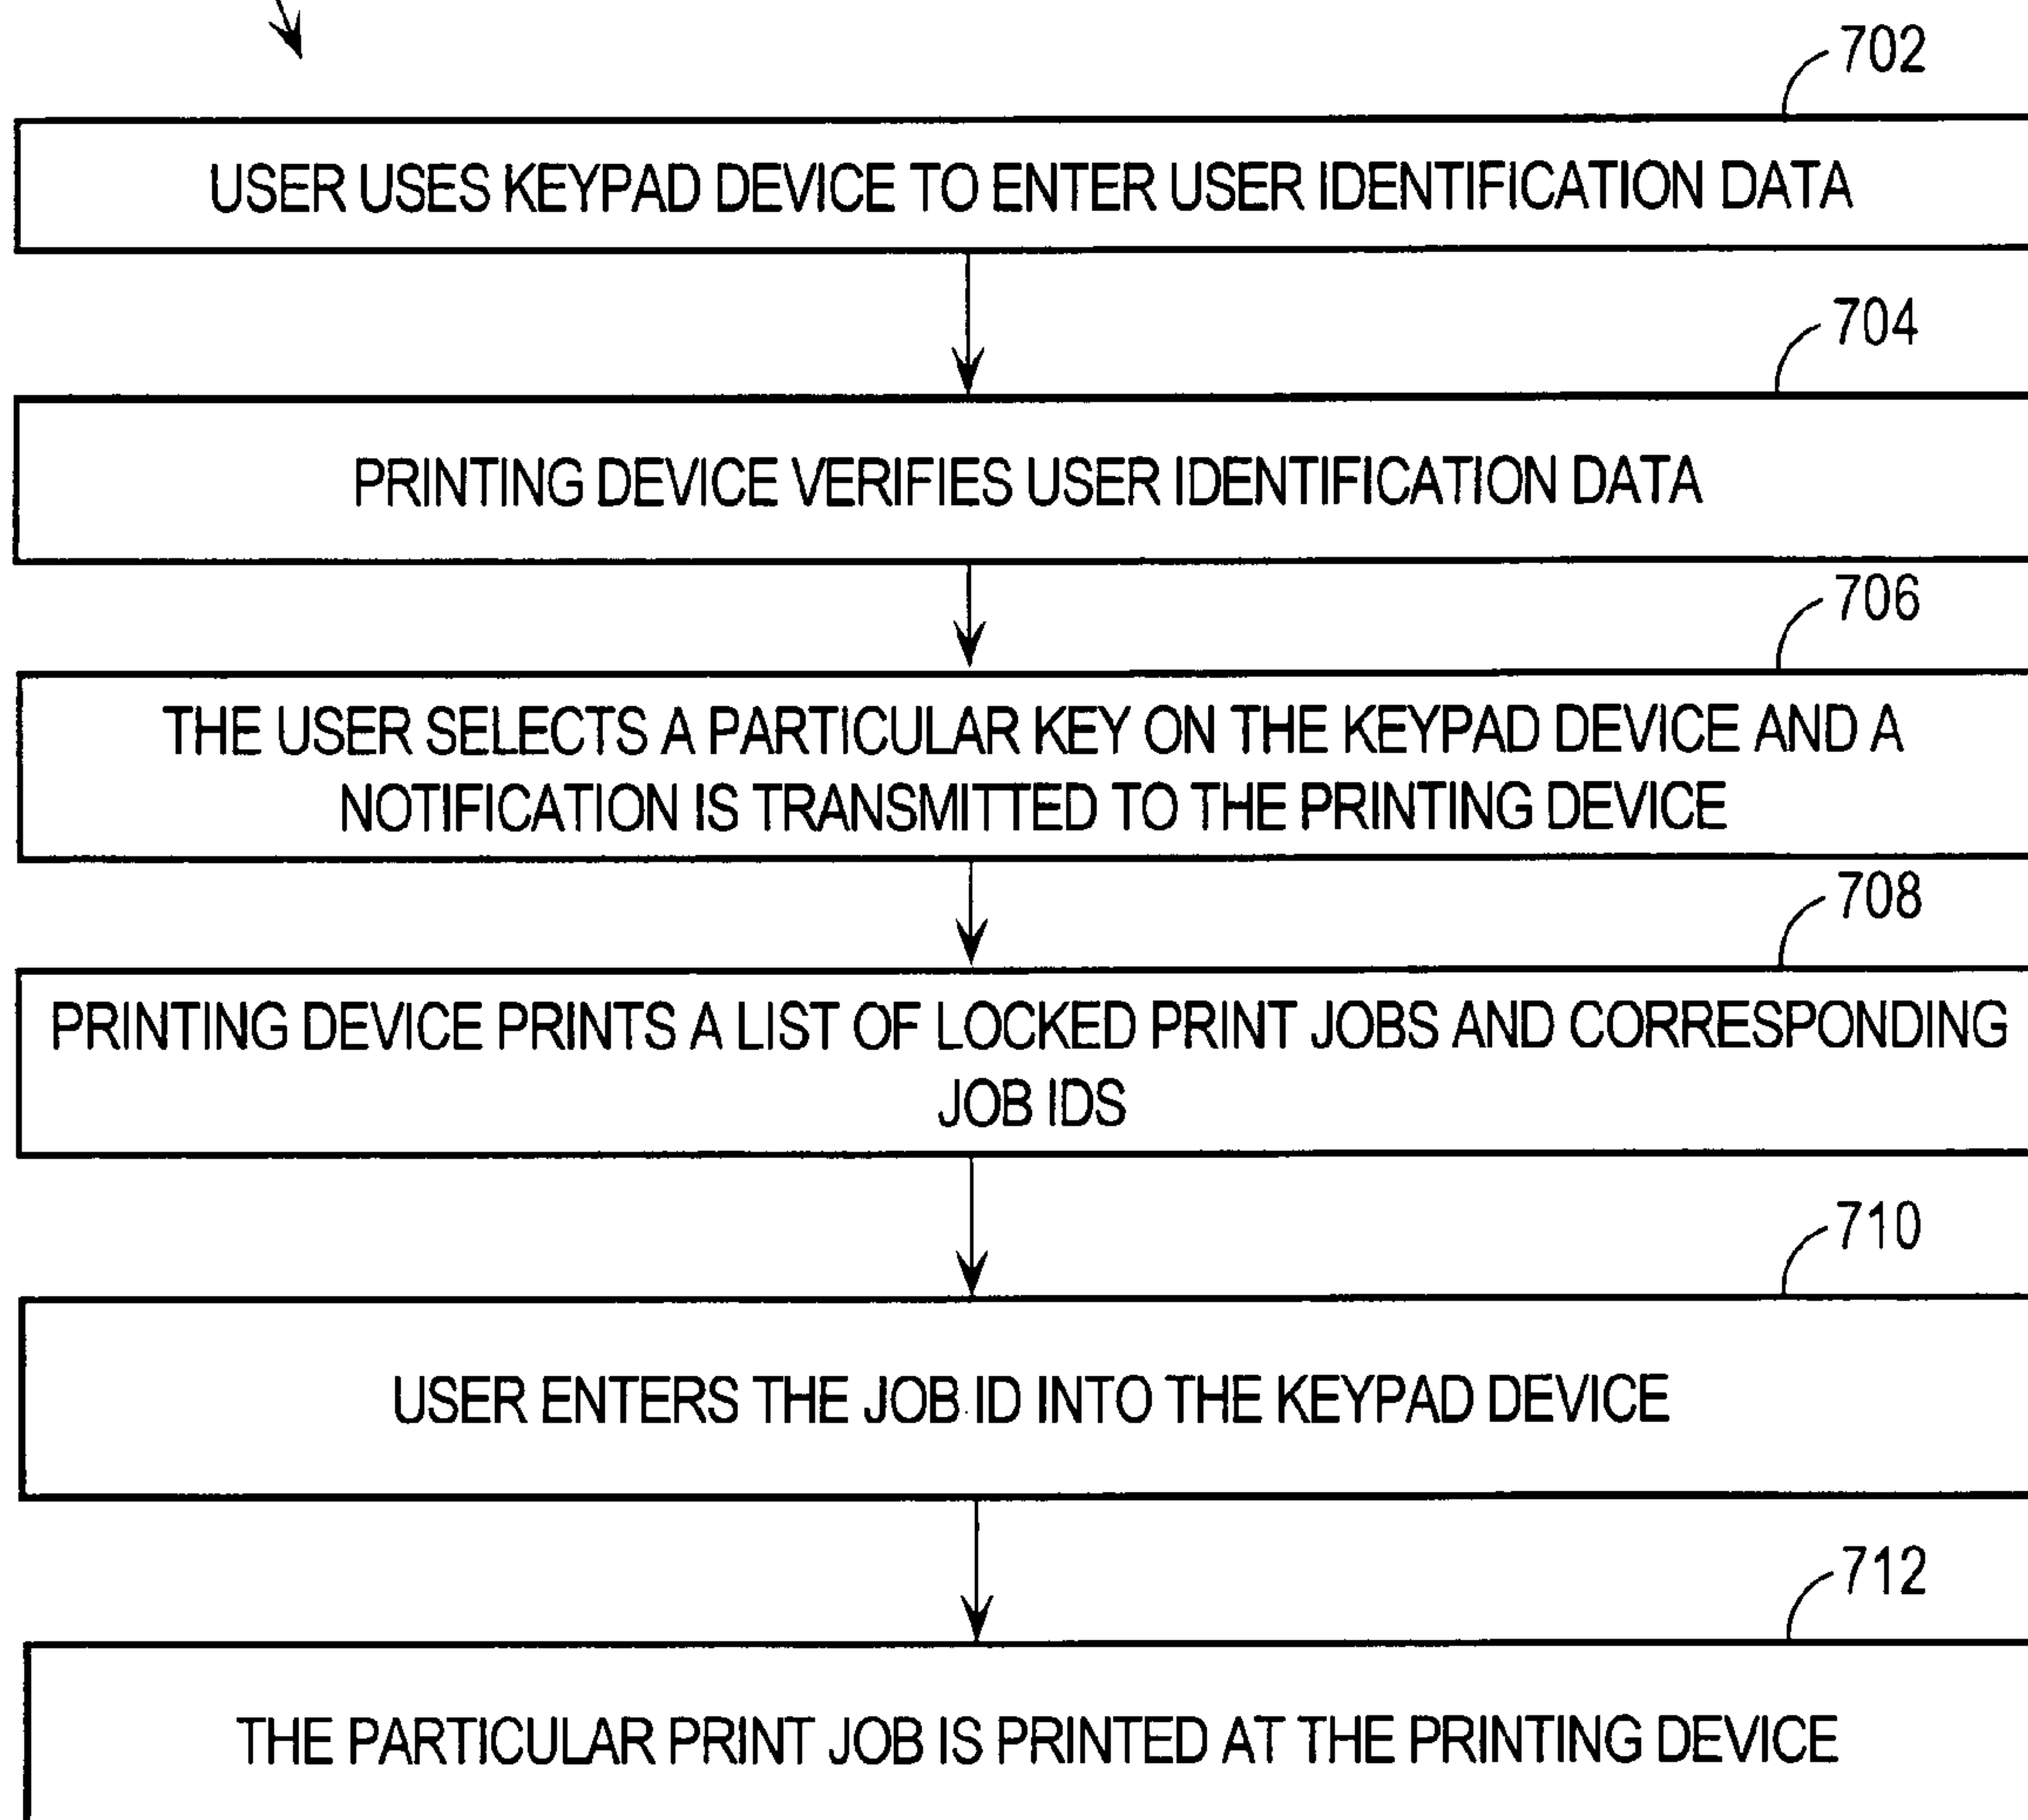 702
USER USES KEYPAD DEVICE TO ENTER USER IDENTIFICATION DATA
704
PRINTING DEVICE VERIFIES USER IDENTIFICATION DATA
706
THE USER SELECTS A PARTICULAR KEY ON THE KEYPAD DEVICE AND A
NOTIFICATION IS TRANSMITTED TO THE PRINTING DEVICE
708
PRINTING DEVICE PRINTS A LIST OF LOCKED PRINT JOBS AND CORRESPONDING
JOB IDS
710
USER ENTERS THE JOB ID INTO THE KEYPAD DEVICE
712
THE PARTICULAR PRINT JOB IS PRINTED AT THE PRINTING DEVICE